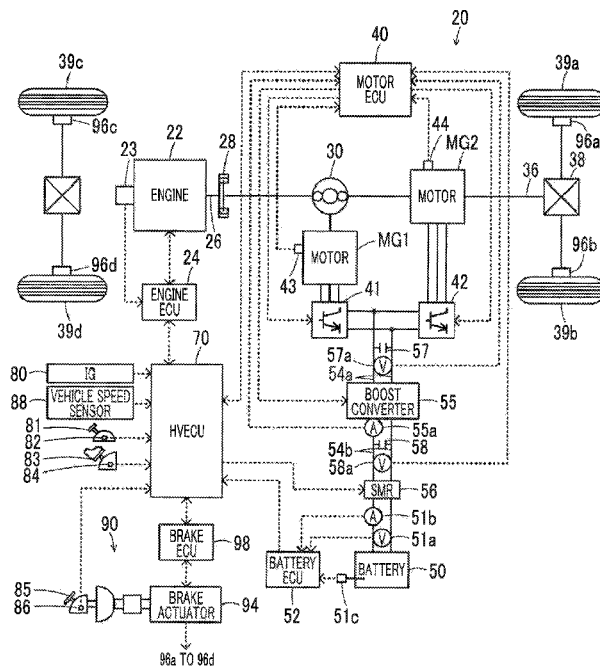 20
40
39c
39a
MOTOR
ECU
96c
96a
22
28
44
MG2
23
30
36
38
ENGINE
MOTOR
26
96d
24
MOTOR
MG1
96b
43
41
42
39d
ENGINE
ECU
39b
70
57
57a
54a
80
IG
88
VEHICLE SPEED
SENSOR
HVECU
BOOST
CONVERTER
55
81
82
55a
83
84
54b
58
58a
SMR
56
90
BRAKE
ECU
98
51b
51a
85
86
BRAKE
ACTUATOR
94
BATTERY
ECU
52
BATTERY
50
51c
V
A
V
A
V
96a TO 96d